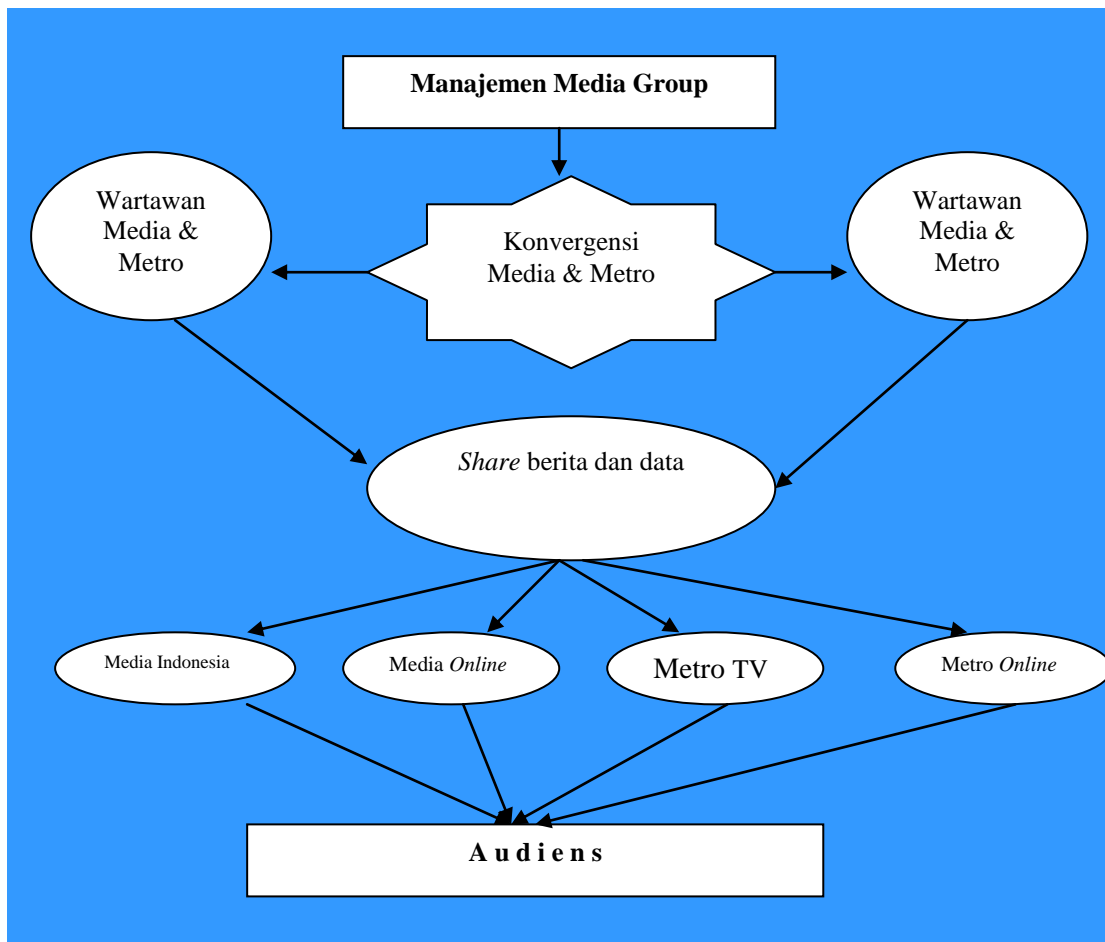 Manajemen Media Group
Wartawan
Media &
Metro
Konvergensi
Media & Metro
Wartawan
Media &
Metro
Share berita dan data
Media Indonesia
Media Online
Metro TV
Metro Online
A u d i e n s